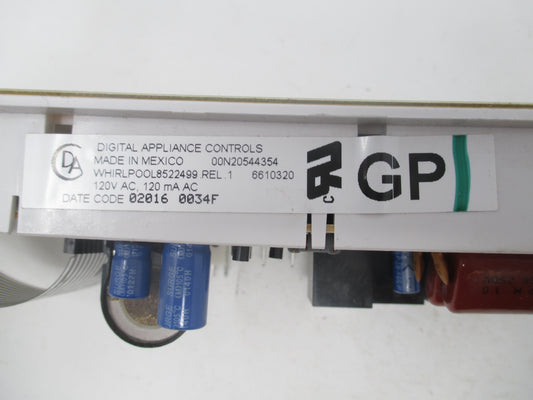 DIGITAL APPLIANCE CONTROLS
MADE IN MEXICO 00N20544354
WHIRLPOOL8522499 REL.1 6610320
120V AC, 120 mA AC
DATE CODE 02016 0034F
C
GP